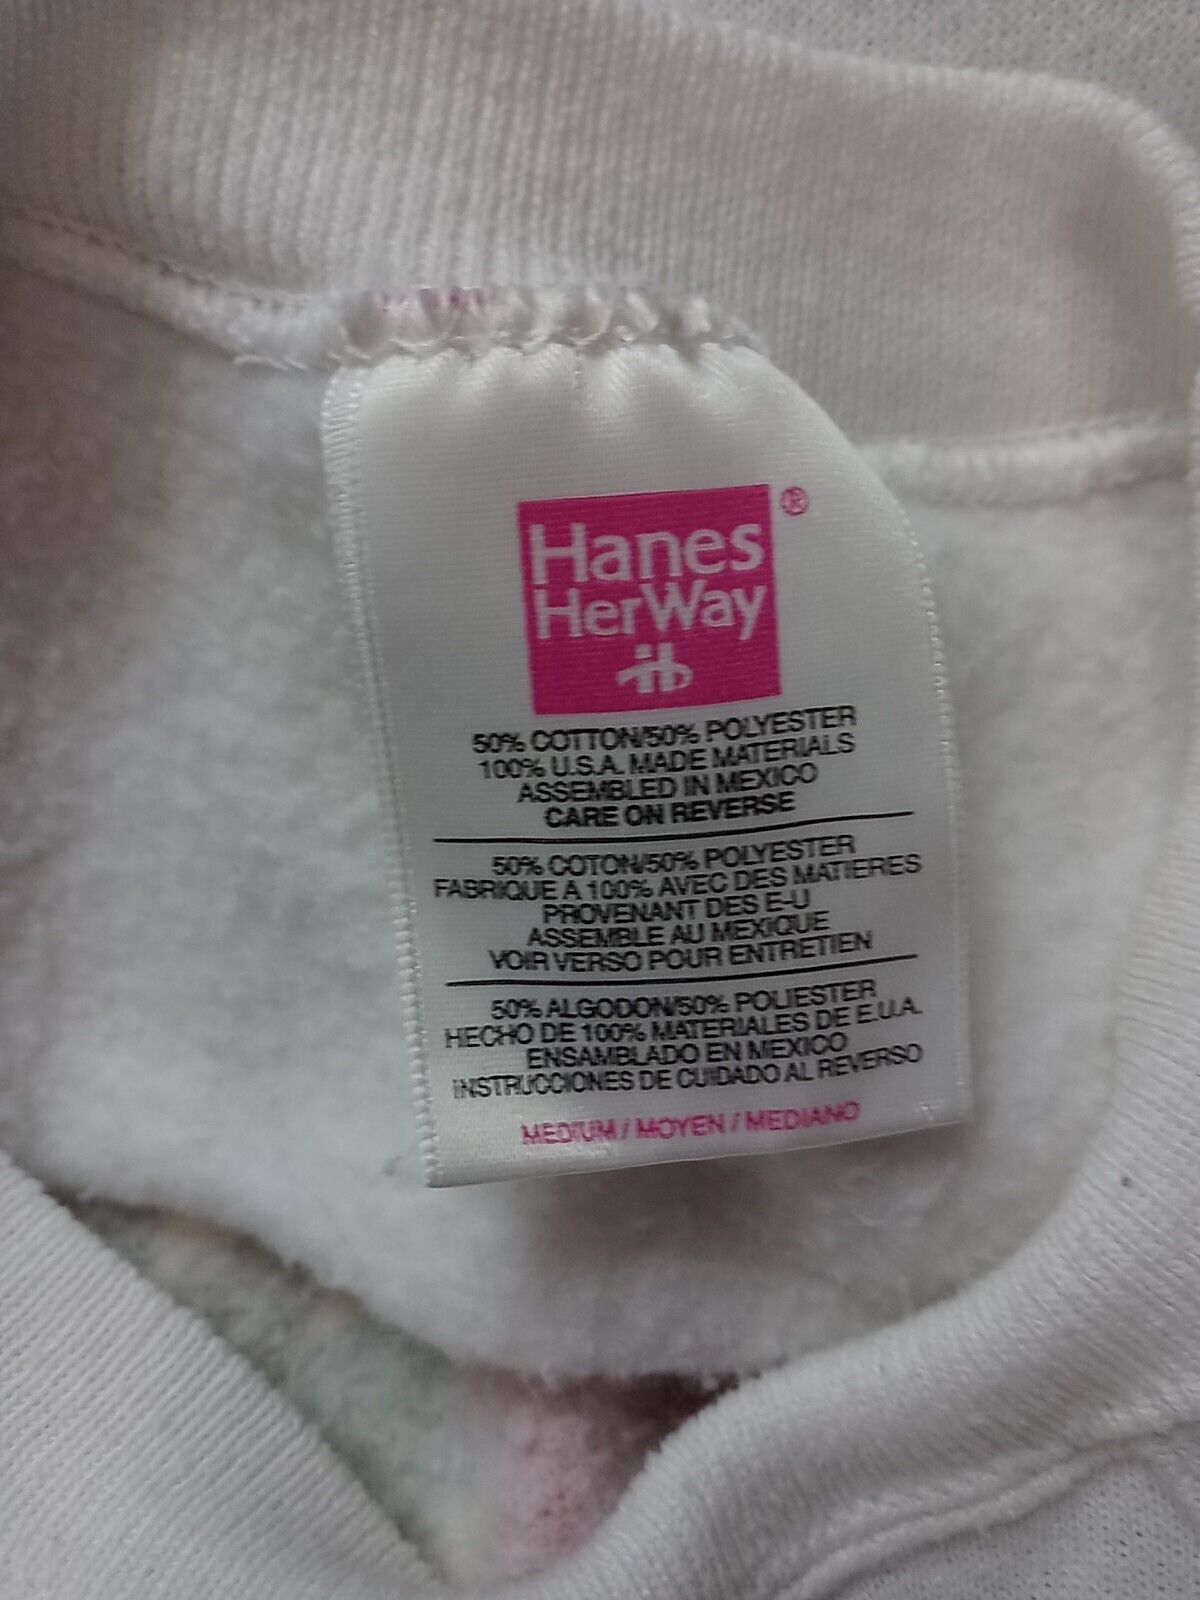 Hanes
HerWay
®
50% COTTON/50% POLYESTER
100% U.S.A. MADE MATERIALS
ASSEMBLED IN MEXICO
CARE ON REVERSE
50% COTON/50% POLYESTER
FABRIQUE A 100% AVEC DES MATIERES
PROVENANT DES E-U
ASSEMBLE AU MEXIQUE
VOIR VERSO POUR ENTRETIEN
50% ALGODON/50% POLIESTER
HECHO DE 100% MATERIALES DE E.U.A.
ENSAMBLADO EN MEXICO
INSTRUCCIONES DE CUIDADO AL REVERSO
MEDIUM / MOYEN / MEDIANO